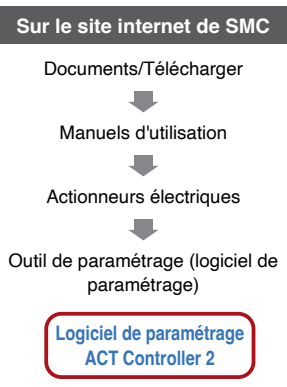 Sur le site internet de SMC
Documents/Télécharger
Manuels d'utilisation
Actionneurs électriques
Outil de paramétrage (logiciel de
paramétrage)
Logiciel de paramétrage
ACT Controller 2